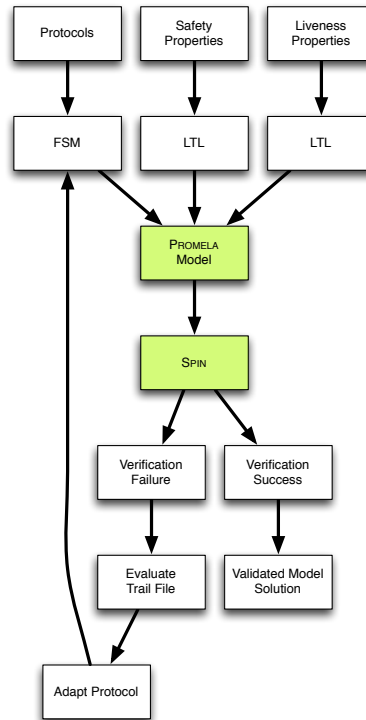 Protocols
Safety
Properties
Liveness
Properties
FSM
LTL
LTL
PROMELA
Model
SPIN
Verification
Failure
Verification
Success
Evaluate
Trail File
Validated Model
Solution
Adapt Protocol